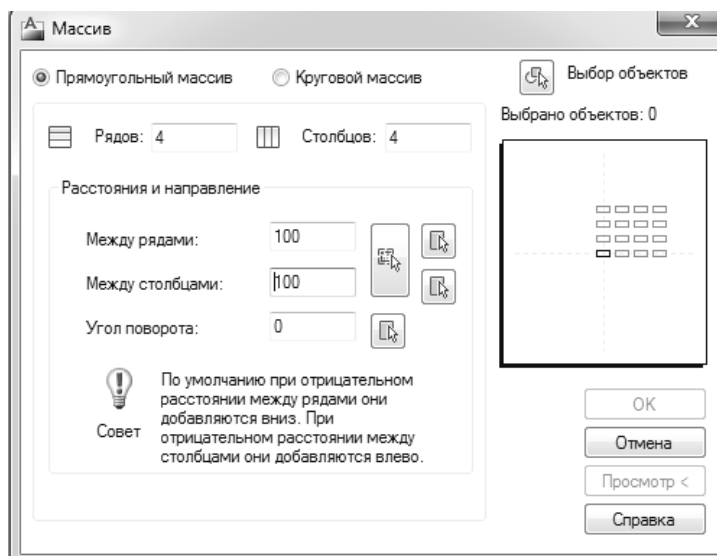 Массив
Прямоугольный массив
Круговой массив
Выбор объектов
Выбрано объектов: 0
Рядов: 4
Столбцов: 4
Расстояния и направление
Между рядами: 100
Между столбцами: 100
Угол поворота: 0
Совет
По умолчанию при отрицательном
расстоянии между рядами они
добавляются вниз. При
отрицательном расстоянии между
столбцами они добавляются влево.
OK
Отмена
Просмотр <
Справка